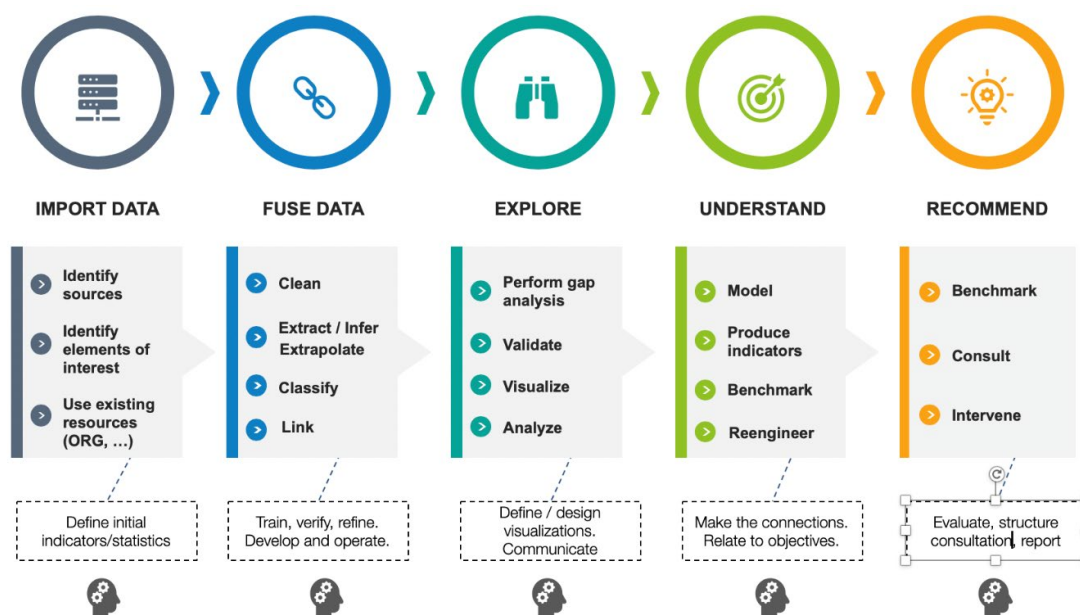 IMPORT DATA
FUSE DATA
EXPLORE
UNDERSTAND
RECOMMEND
Identify
sources
Identify
elements of
interest
Use existing
resources
(ORG, ...)
Clean
Extract / Infer
Extrapolate
Classify
Link
Perform gap
analysis
Validate
Visualize
Analyze
Model
Produce
indicators
Benchmark
Reengineer
Benchmark
Consult
Intervene
Define initial
indicators/statistics
Train, verify, refine.
Develop and operate.
Define / design
visualizations.
Communicate
Make the connections.
Relate to objectives.
Evaluate, structure
consultation, report